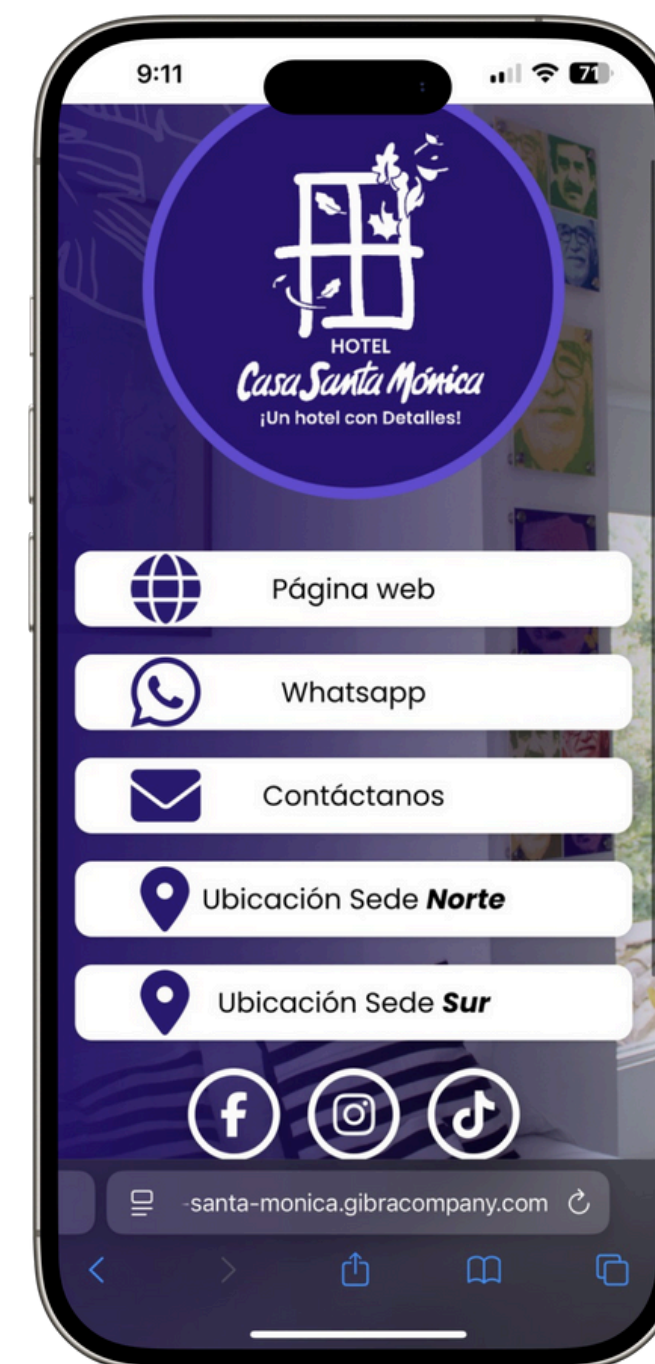 9:11
71
HOTEL
Casa Santa Mónica
¡Un hotel con Detalles!
Página web
Whatsapp
Contáctanos
Ubicación Sede Norte
Ubicación Sede Sur
-santa-monica.gibracompany.com